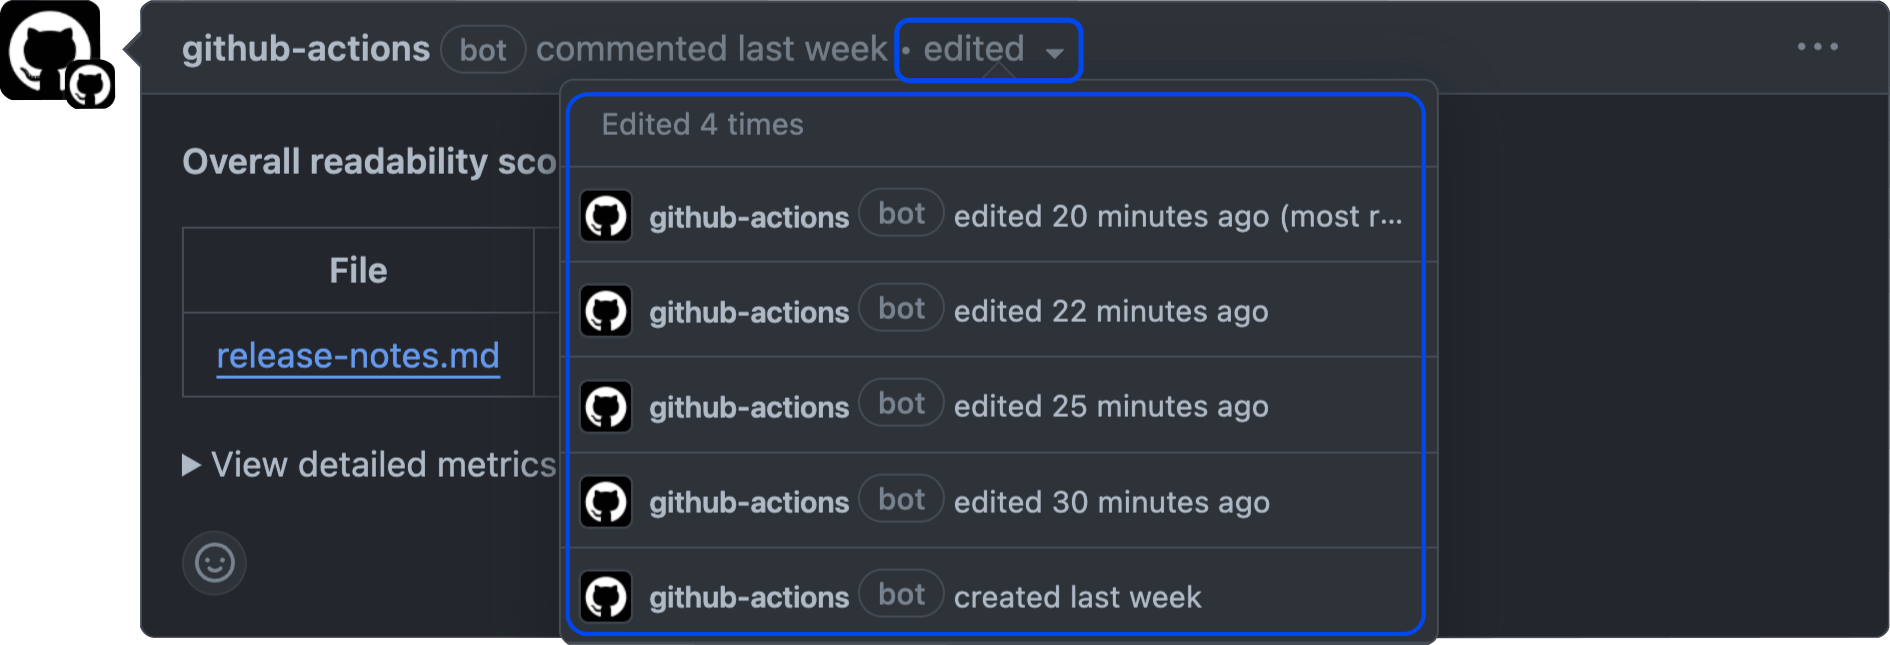 github-actions bot commented last week • edited
Edited 4 times
Overall readability sco
github-actions bot edited 20 minutes ago (most r...
File
github-actions bot edited 22 minutes ago
release-notes.md
github-actions bot edited 25 minutes ago
View detailed metrics
github-actions bot edited 30 minutes ago
github-actions bot created last week